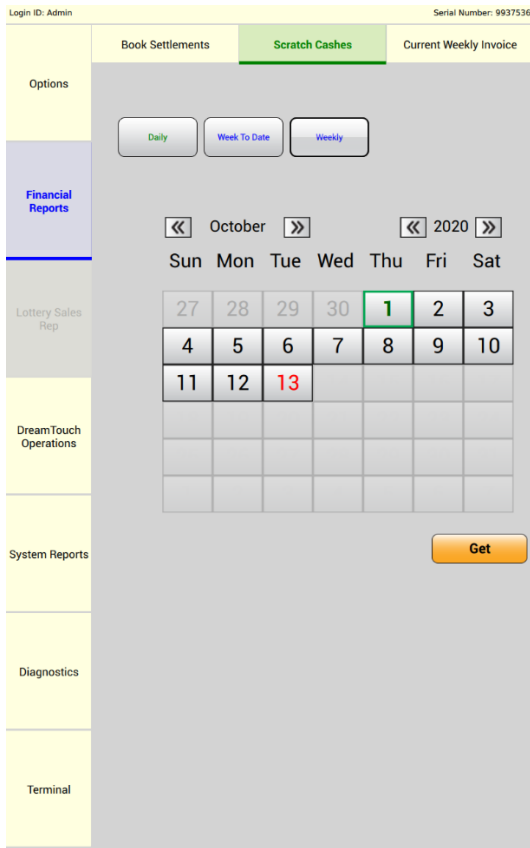 Login ID: Admin Serial Number: 9937536
Book Settlements Scratch Cashes Current Weekly Invoice
Options
Daily Week To Date Weekly
Financial
Reports
October 2020
Sun Mon Tue Wed Thu Fri Sat
27 28 29 30 1 2 3
Lottery Sales
Rep
4 5 6 7 8 9 10
11 12 13
DreamTouch
Operations
Get
System Reports
Diagnostics
Terminal